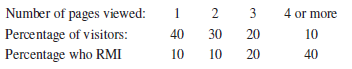 Number of pages viewed: 1 2 3 4 or more
Percentage of visitors: 40 30 20 10
Percentage who RMI 10 10 20 40